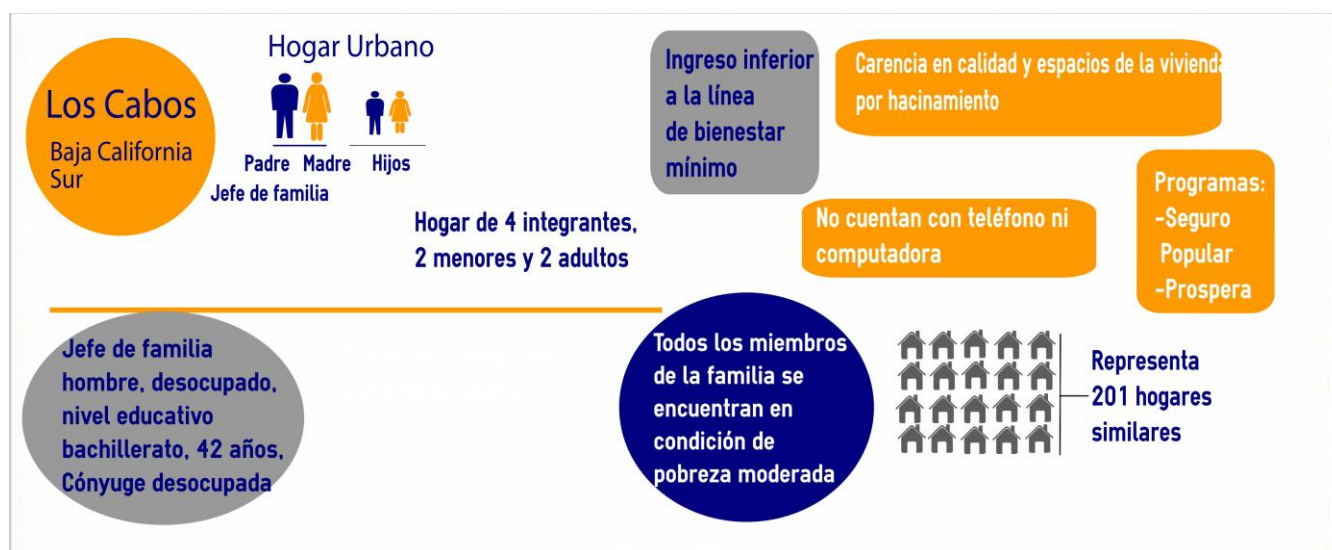 Los Cabos
Baja California
Sur
Hogar Urbano
Padre Madre Hijos
Jefe de familia
Hogar de 4 integrantes,
2 menores y 2 adultos
Ingreso inferior
a la línea
de bienestar
mínimo
Carencia en calidad y espacios de la vivienda
por hacinamiento
No cuentan con teléfono ni
computadora
Programas:
-Seguro
Popular
-Prospera
Jefe de familia
hombre, desocupado,
nivel educativo
bachillerato, 42 años,
Cónyuge desocupada
Todos los miembros
de la familia se
encuentran en
condición de
pobreza moderada
Representa
201 hogares
similares